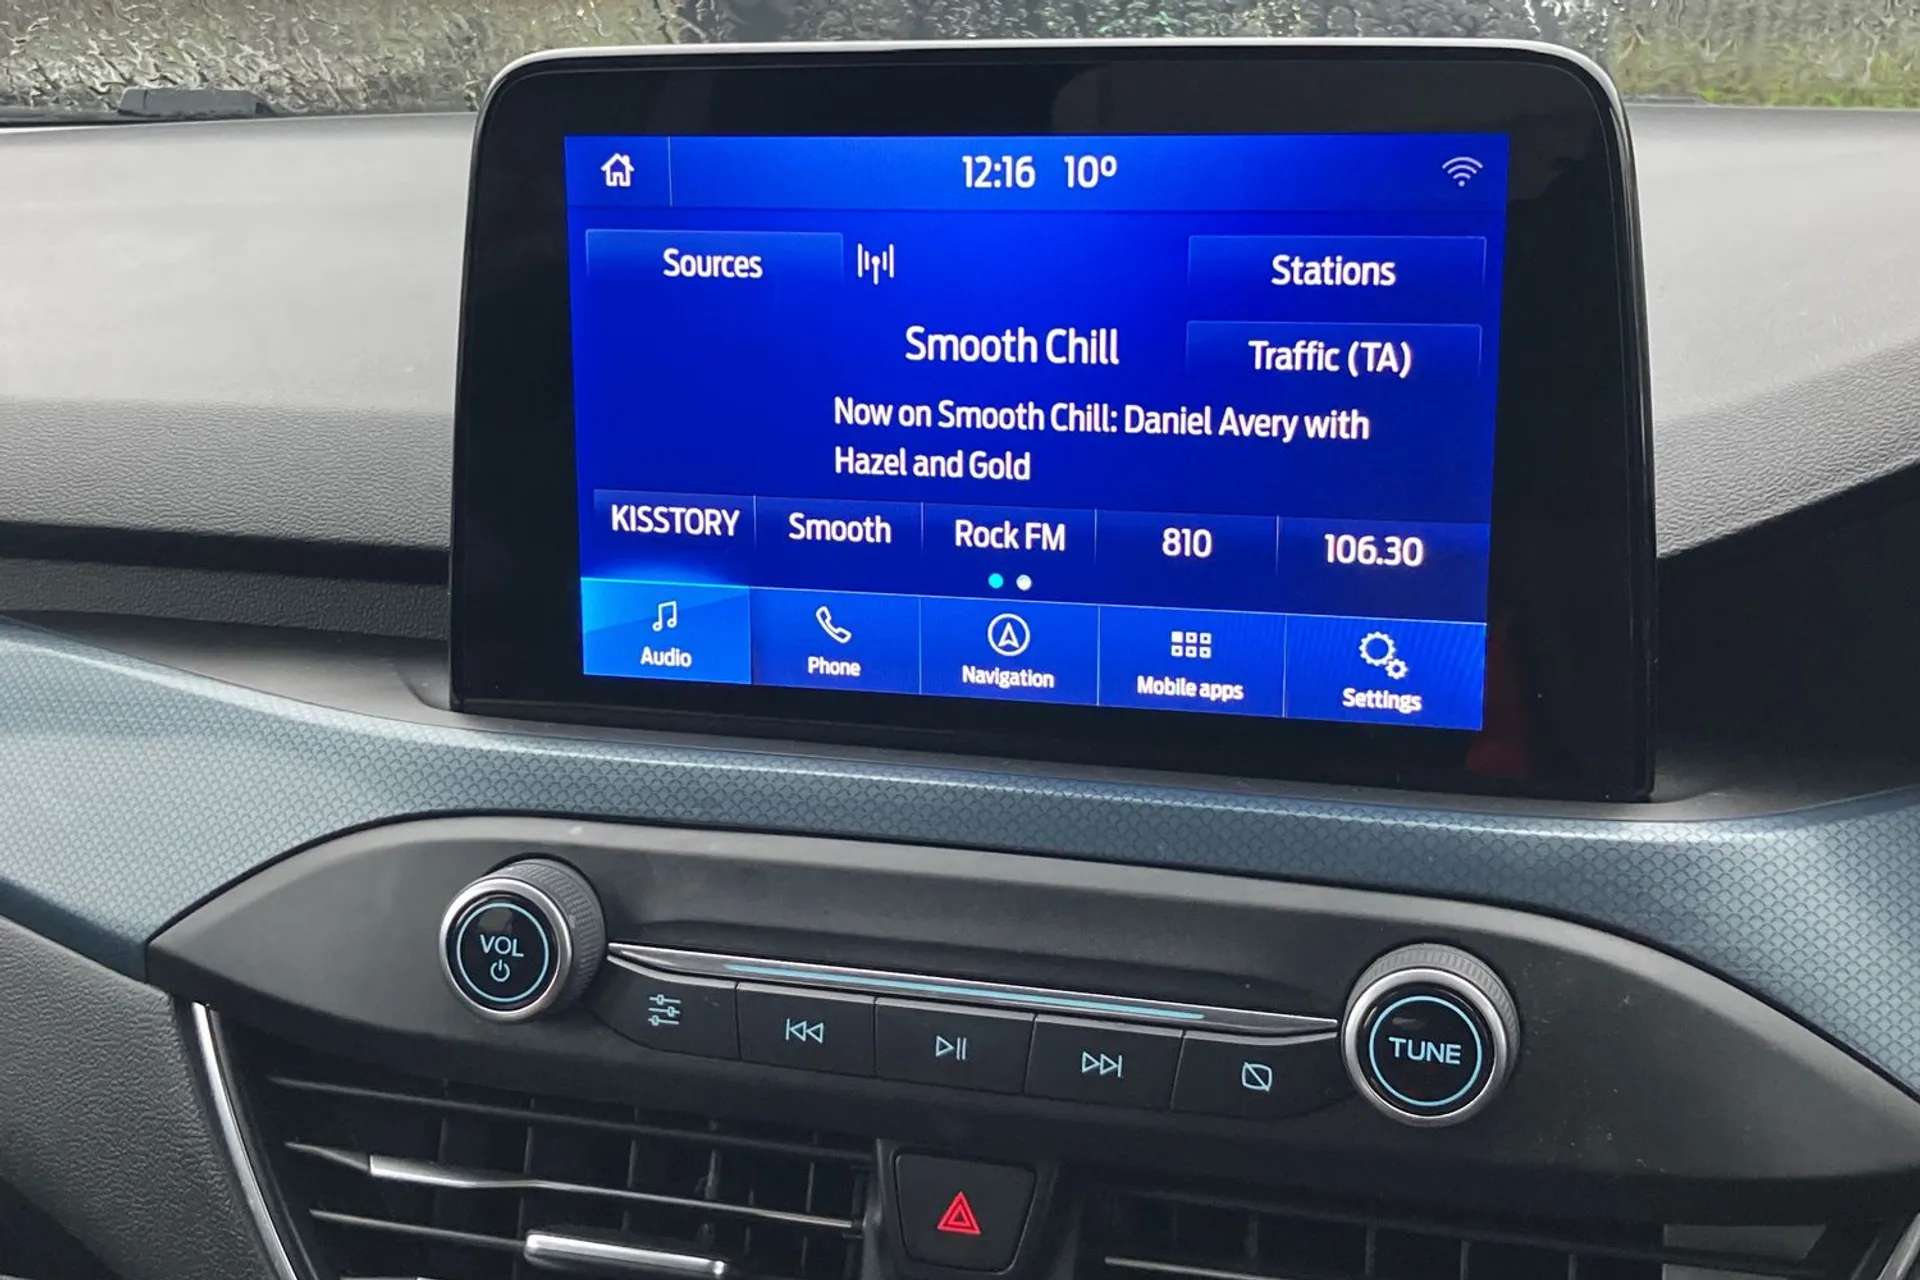 12:16 10º
Sources
Stations
Smooth Chill
Traffic (TA)
Now on Smooth Chill: Daniel Avery with
Hazel and Gold
KISSTORY Smooth Rock FM 810 106.30
Audio Phone Navigation Mobile apps Settings
VOL
TUNE